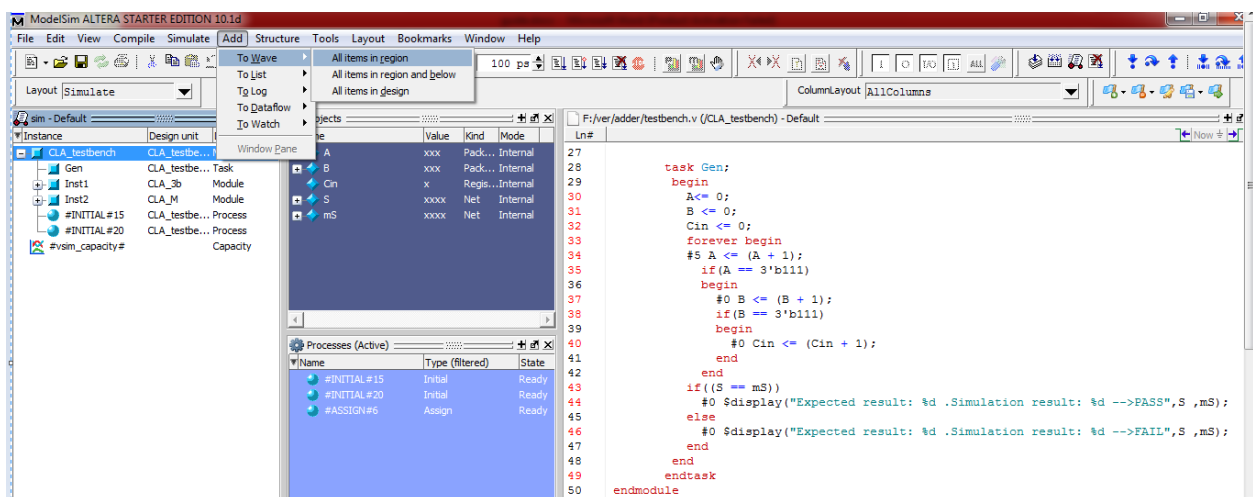 ModelSim ALTERA STARTER EDITION 10.1d
File Edit View Compile Simulate Add Structure Tools Layout Bookmarks Window Help
To Wave
To List
To Log
To Dataflow
To Watch
Window Pane
All items in region
All items in region and below
All items in design
100 ps
Layout Simulate
ColumnLayout AllColumns
sim - Default
Instance Design unit
CLA_testbench CLA_testbe...
Gen CLA_testbe... Task
Inst1 CLA_3b Module
Inst2 CLA_M Module
#INITIAL#15 CLA_testbe... Process
#INITIAL#20 CLA_testbe... Process
#vsim_capacity# Capacity
bjects
Value Kind Mode
A xxx Pack... Internal
B xxx Pack... Internal
Cin x Regis... Internal
S xxxx Net Internal
mS xxxx Net Internal
Processes (Active)
Name Type (filtered) State
#INITIAL#15 Initial Ready
#INITIAL#20 Initial Ready
#ASSIGN#6 Assign Ready
F:/ver/adder/testbench.v (/CLA_testbench) - Default
Ln# Now
27
28 task Gen;
29 begin
30 A<= 0;
31 B <= 0;
32 Cin <= 0;
33 forever begin
34 #5 A <= (A + 1);
35 if(A == 3'b111)
36 begin
37 #0 B <= (B + 1);
38 if(B == 3'b111)
39 begin
40 #0 Cin <= (Cin + 1);
41 end
42 end
43 if((S == mS))
44 #0 $display("Expected result: %d .Simulation result: %d -->PASS",S ,mS);
45 else
46 #0 $display("Expected result: %d .Simulation result: %d -->FAIL",S ,mS);
47 end
48 end
49 endtask
50 endmodule